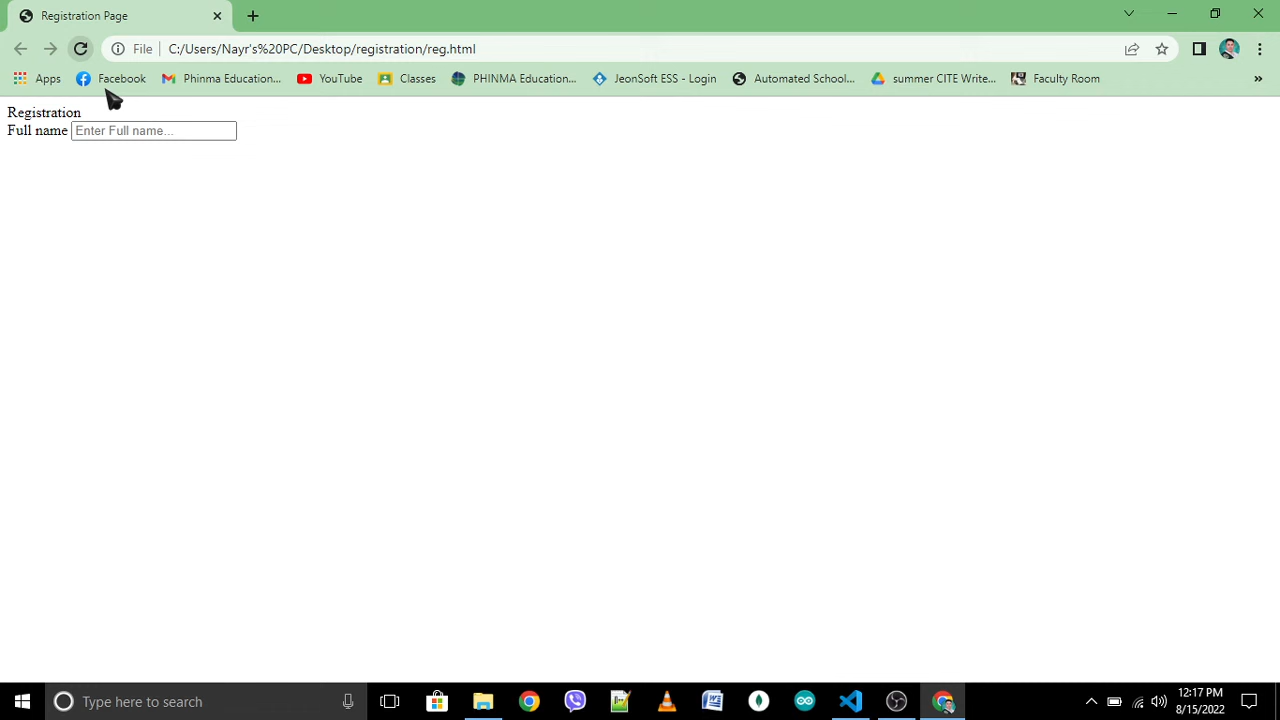 Registration Page
File C:/Users/Nayr's%20PC/Desktop/registration/reg.html
Apps Facebook Phinma Education... YouTube Classes PHINMA Education... JeonSoft ESS - Login Automated School... summer CITE Write... Faculty Room »
Registration
Full name Enter Full name...
Type here to search
12:17 PM
8/15/2022